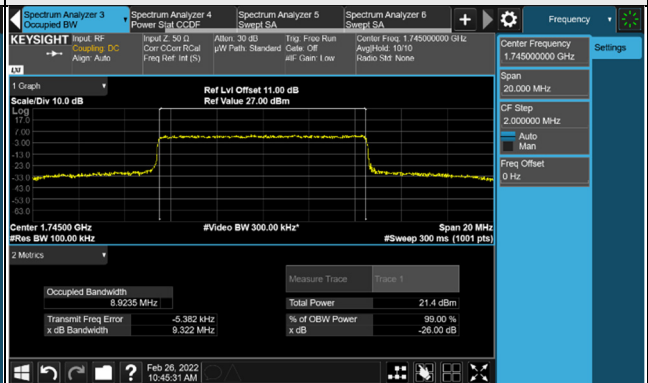 Spectrum Analyzer 3
Occupied BW
Spectrum Analyzer 4
Power Stat CCDF
Spectrum Analyzer 5
Swept SA
Spectrum Analyzer 6
Swept SA
Frequency
KEYSIGHT
Input: RF
Coupling: DC
Align: Auto
Input Z: 50 Ω
Corr CCorr RCal
Freq Ref: Int (S)
Atten: 30 dB
µW Path: Standard
Trig: Free Run
Gate: Off
#IF Gain: Low
Center Freq: 1.745000000 GHz
Avg|Hold: 10/10
Radio Std: None
LXI
Center Frequency
1.745000000 GHz
Settings
Span
20.000 MHz
CF Step
2.000000 MHz
Auto
Man
Freq Offset
0 Hz
1 Graph
Scale/Div 10.0 dB
Ref Lvl Offset 11.00 dB
Ref Value 27.00 dBm
Log
17.0
7.00
3.00
-13.0
23.0
-33.0
43.0
-53.0
63.0
Center 1.74500 GHz
#Res BW 100.00 kHz
#Video BW 300.00 kHz*
Span 20 MHz
#Sweep 300 ms (1001 pts)
2 Metrics
Measure Trace
Trace 1
Occupied Bandwidth
8.9235 MHz
Total Power
21.4 dBm
Transmit Freq Error
-5.382 kHz
% of OBW Power
99.00 %
x dB Bandwidth
9.322 MHz
x dB
-26.00 dB
?
Feb 26, 2022
10:45:31 AM